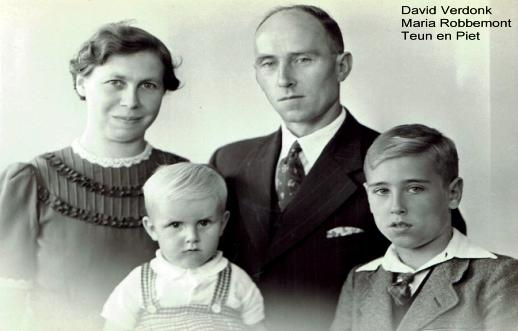 David Verdonk
Maria Robbemont
Teun en Piet